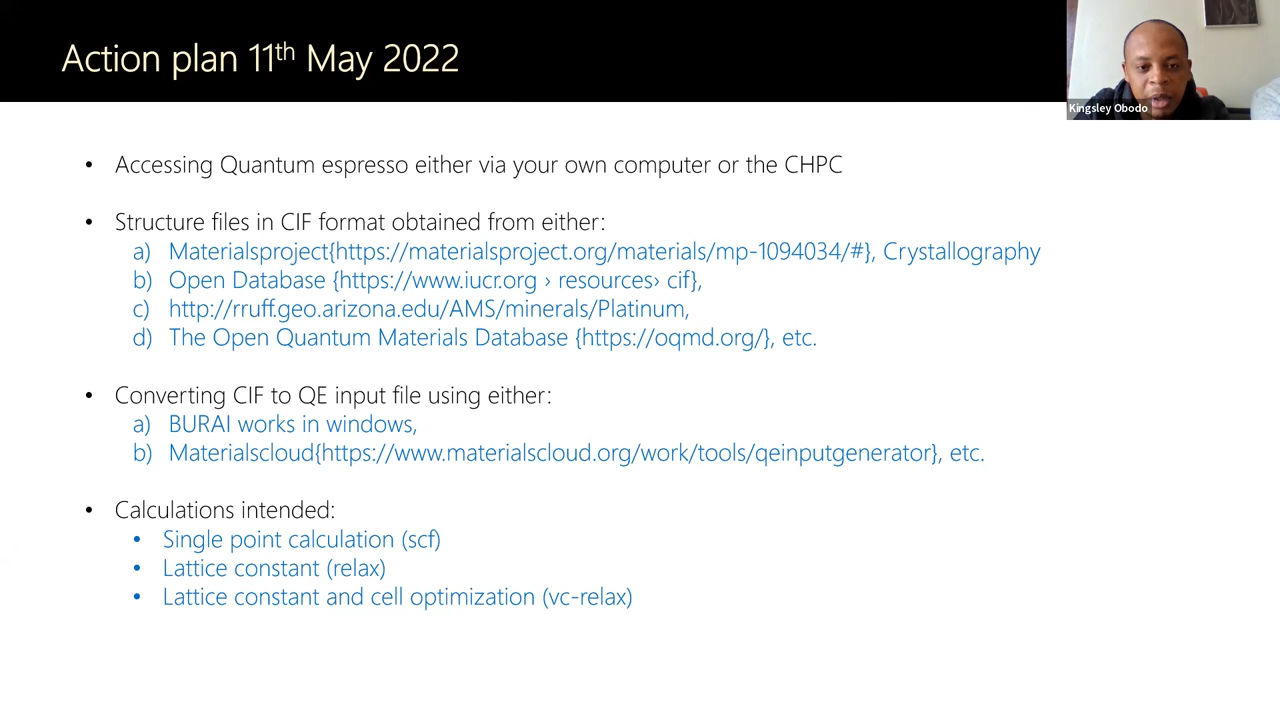 Action plan 11th May 2022
Kingsley Obodo
• Accessing Quantum espresso either via your own computer or the CHPC
• Structure files in CIF format obtained from either:
a) Materialsproject{https://materialsproject.org/materials/mp-1094034/#}, Crystallography
b) Open Database {https://www.iucr.org › resources› cif},
c) http://rruff.geo.arizona.edu/AMS/minerals/Platinum,
d) The Open Quantum Materials Database {https://oqmd.org/}, etc.
• Converting CIF to QE input file using either:
a) BURAI works in windows,
b) Materialscloud{https://www.materialscloud.org/work/tools/qeinputgenerator}, etc.
• Calculations intended:
• Single point calculation (scf)
• Lattice constant (relax)
• Lattice constant and cell optimization (vc-relax)